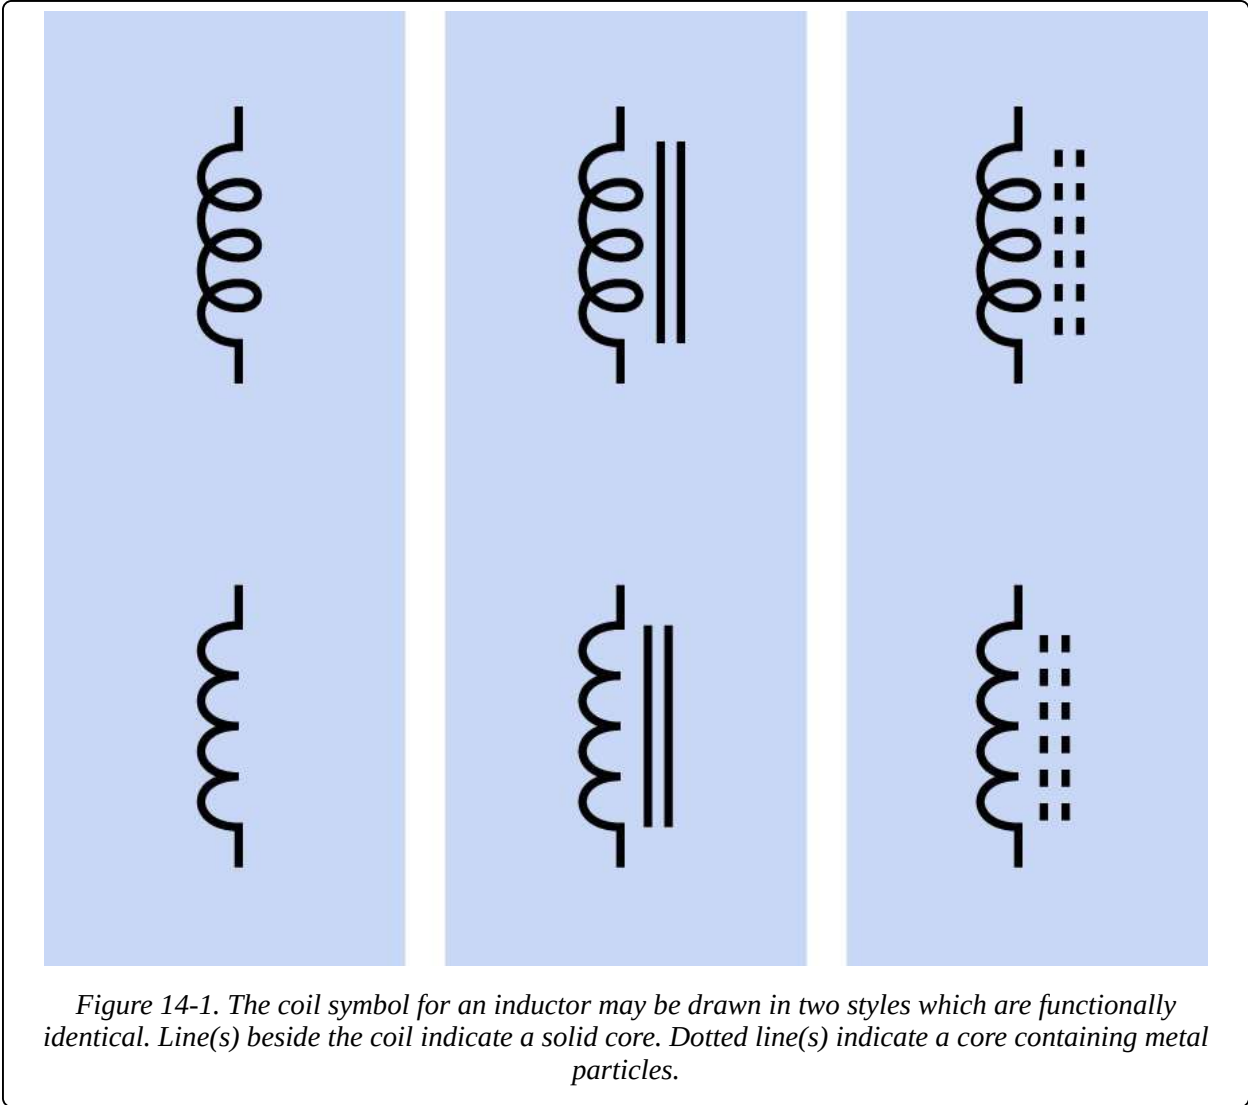 Figure 14-1. The coil symbol for an inductor may be drawn in two styles which are functionally
identical. Line(s) beside the coil indicate a solid core. Dotted line(s) indicate a core containing metal
particles.